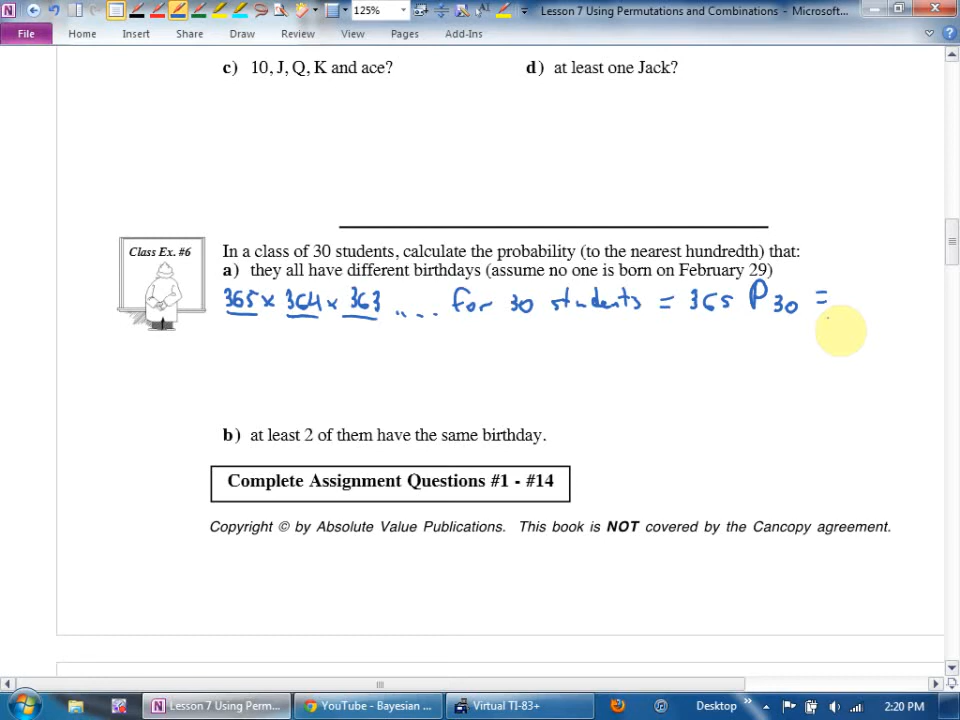 125%
Lesson 7 Using Permutations and Combinations - Microsoft...
File Home Insert Share Draw Review View Pages Add-Ins
c) 10, J, Q, K and ace? d) at least one Jack?
Class Ex. #6
In a class of 30 students, calculate the probability (to the nearest hundredth) that:
a) they all have different birthdays (assume no one is born on February 29)
365 × 364 × 363 ..... for 30 students = 365 P 30 =
b) at least 2 of them have the same birthday.
Complete Assignment Questions #1 - #14
Copyright © by Absolute Value Publications. This book is NOT covered by the Cancopy agreement.
Lesson 7 Using Perm... YouTube - Bayesian ... Virtual TI-83+ Desktop » 2:20 PM